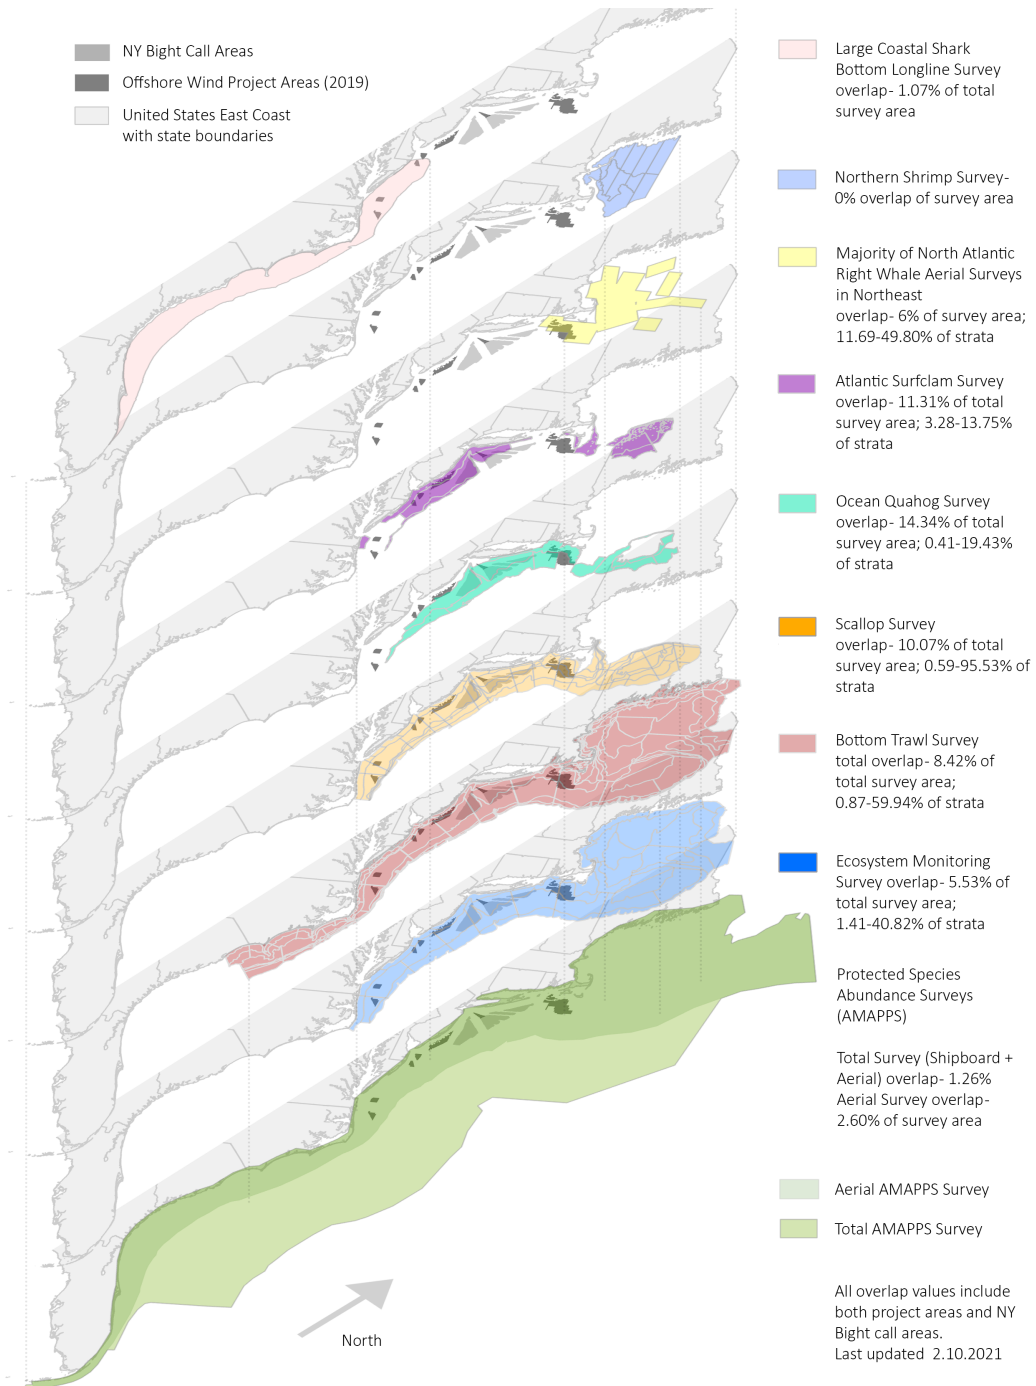 NY Bight Call Areas
Offshore Wind Project Areas (2019)
United States East Coast
with state boundaries
Large Coastal Shark
Bottom Longline Survey
overlap- 1.07% of total
survey area
Northern Shrimp Survey-
0% overlap of survey area
Majority of North Atlantic
Right Whale Aerial Surveys
in Northeast
overlap- 6% of survey area;
11.69-49.80% of strata
Atlantic Surfclam Survey
overlap- 11.31% of total
survey area; 3.28-13.75%
of strata
Ocean Quahog Survey
overlap- 14.34% of total
survey area; 0.41-19.43%
of strata
Scallop Survey
overlap- 10.07% of total
survey area; 0.59-95.53% of
strata
Bottom Trawl Survey
total overlap- 8.42% of
total survey area;
0.87-59.94% of strata
Ecosystem Monitoring
Survey overlap- 5.53% of
total survey area;
1.41-40.82% of strata
Protected Species
Abundance Surveys
(AMAPPS)
Total Survey (Shipboard +
Aerial) overlap- 1.26%
Aerial Survey overlap-
2.60% of survey area
Aerial AMAPPS Survey
Total AMAPPS Survey
All overlap values include
both project areas and NY
Bight call areas.
Last updated 2.10.2021
North